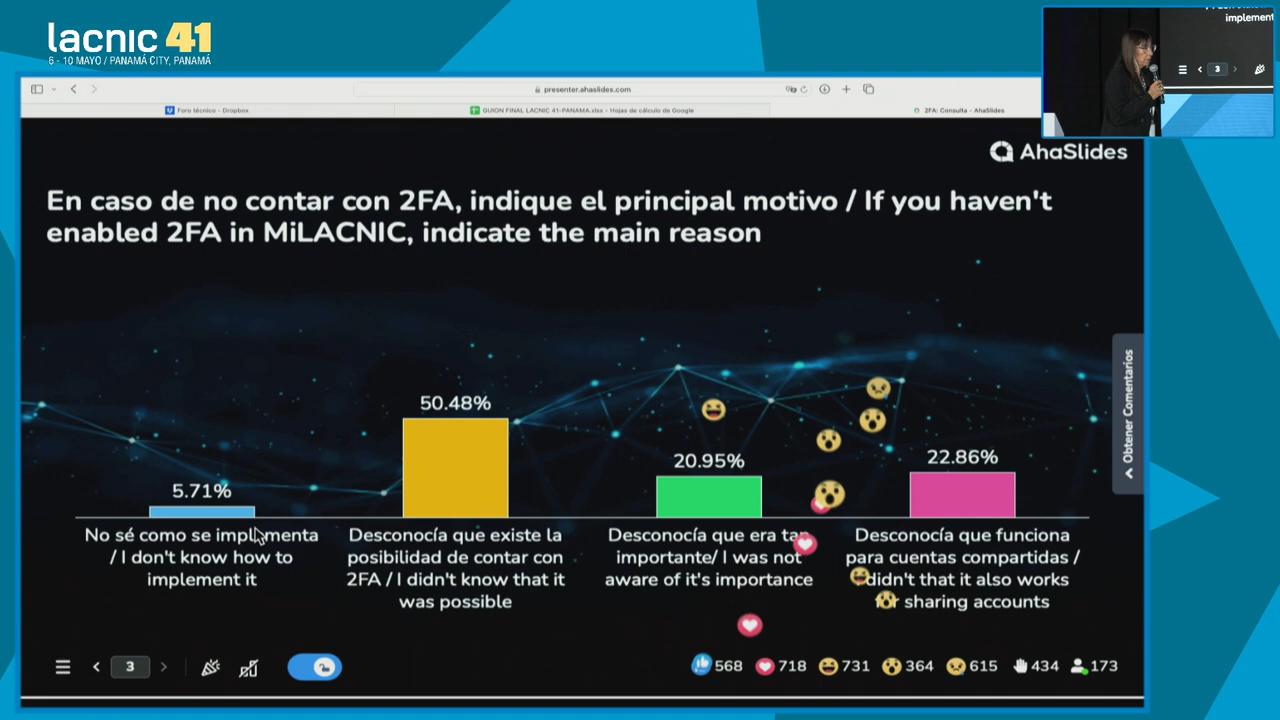 lacnic 41
6 - 10 MAYO / PANAMÁ CITY, PANAMÁ
implement
3
presenter.ahaslides.com
Foro técnico - Dropbox
GUION FINAL LACNIC 41-PANAMA.xlsx - Hojas de cálculo de Google
2FA: Consulta - AhaSlides
AhaSlides
En caso de no contar con 2FA, indique el principal motivo / If you haven't
enabled 2FA in MiLACNIC, indicate the main reason
Obtener Comentarios
5.71%
50.48%
20.95%
22.86%
No sé como se implementa
/ I don't know how to
implement it
Desconocía que existe la
posibilidad de contar con
2FA / I didn't know that it
was possible
Desconocía que era tan
importante/ I was not
aware of it's importance
Desconocía que funciona
para cuentas compartidas /
didn't that it also works
for sharing accounts
3
568 718 731 364 615 434 173